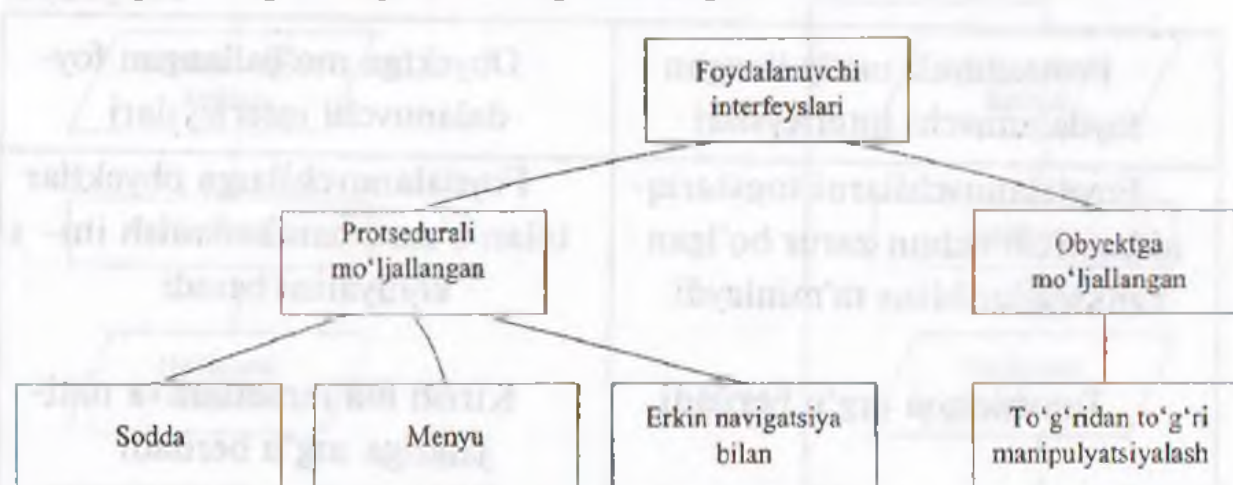 Foydalanuvchi
interfeyslari
Protsedurali
mo‘ljallangan
Obyektga
mo‘ljallangan
Sodda
Menyu
Erkin navigatsiya
bilan
To‘g‘ridan to‘g‘ri
manipulyatsiyalash